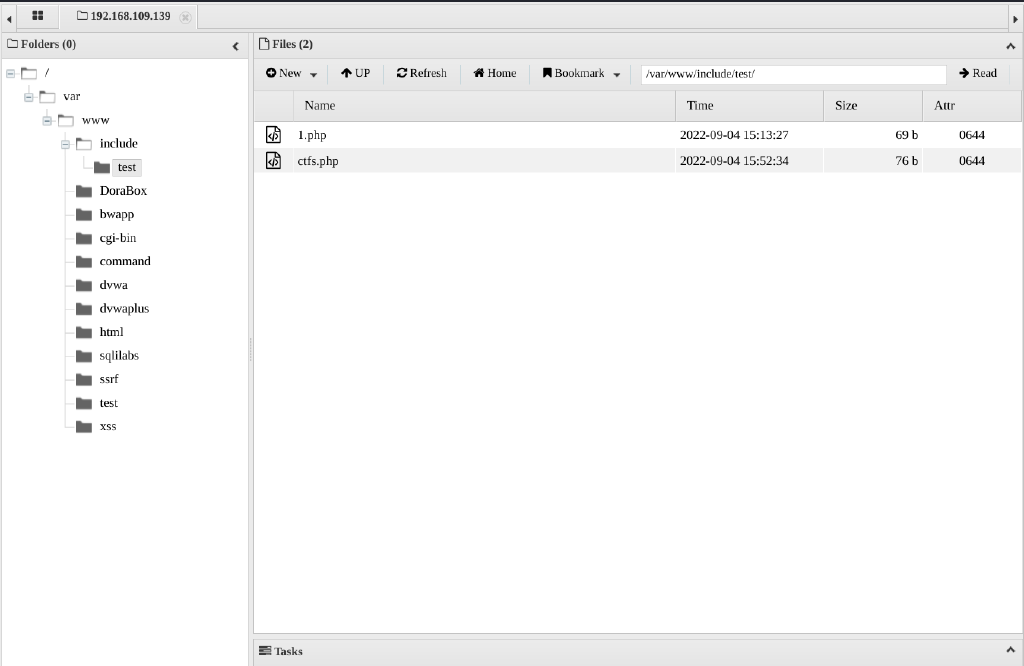 192.168.109.139
Folders (0)
/
var
www
include
test
DoraBox
bwapp
cgi-bin
command
dvwa
dvwaplus
html
sqlilabs
ssrf
test
xss
Files (2)
New UP Refresh Home Bookmark /var/www/include/test/ Read
Name Time Size Attr
1.php 2022-09-04 15:13:27 69 b 0644
ctfs.php 2022-09-04 15:52:34 76 b 0644
Tasks